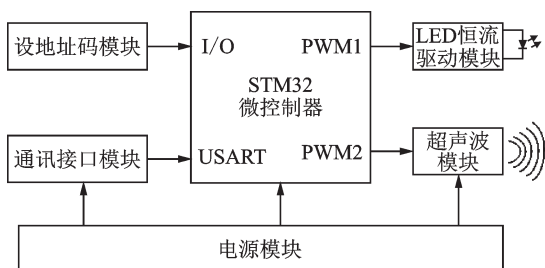 设地址码模块
I/O
PWM1
LED恒流
驱动模块
STM32
微控制器
通讯接口模块
USART
PWM2
超声波
模块
电源模块